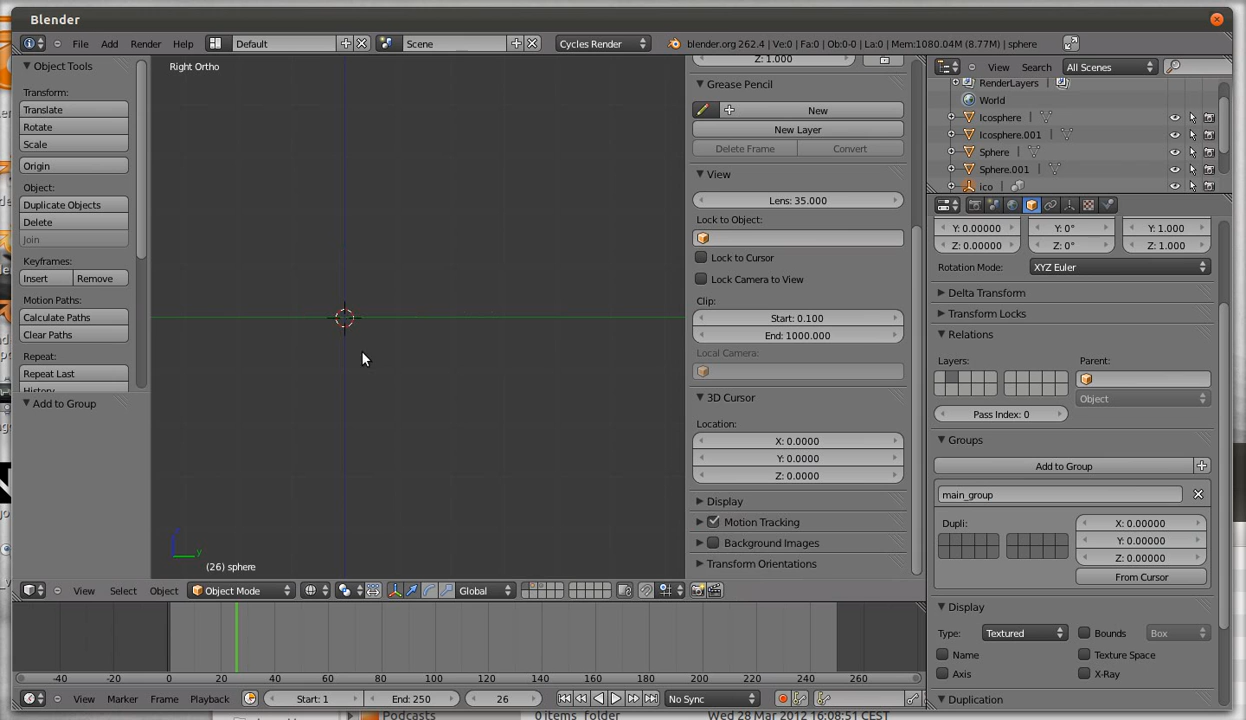 Blender
File Add Render Help Default Scene Cycles Render blender.org 262.4 | Ve:0 | Fa:0 | Ob:0-0 | La:0 | Mem:1080.04M (8.77M) | sphere
Object Tools
Transform:
Translate
Rotate
Scale
Origin
Object:
Duplicate Objects
Delete
Join
Keyframes:
Insert Remove
Motion Paths:
Calculate Paths
Clear Paths
Repeat:
Repeat Last
History
Add to Group
Right Ortho
y
(26) sphere
Z: 1.000
Grease Pencil
New
New Layer
Delete Frame Convert
View
Lens: 35.000
Lock to Object:
Lock to Cursor
Lock Camera to View
Clip:
Start: 0.100
End: 1000.000
Local Camera:
3D Cursor
Location:
X: 0.0000
Y: 0.0000
Z: 0.0000
Display
Motion Tracking
Background Images
Transform Orientations
View Search All Scenes
RenderLayers
World
Icosphere
Icosphere.001
Sphere
Sphere.001
ico
Y: 0.00000 Y: 0° Y: 1.000
Z: 0.00000 Z: 0° Z: 1.000
Rotation Mode: XYZ Euler
Delta Transform
Transform Locks
Relations
Layers: Parent:
Object
Pass Index: 0
Groups
Add to Group
main_group
Dupli: X: 0.00000
Y: 0.00000
Z: 0.00000
From Cursor
Display
Type: Textured Bounds Box
Name Texture Space
Axis X-Ray
Duplication
View Select Object Object Mode Global
-40 -20 0 20 40 60 80 100 120 140 160 180 200 220 240 260 280
View Marker Frame Playback Start: 1 End: 250 26 No Sync
Podcasts 0 items folder Wed 28 Mar 2012 16:08:51 CEST